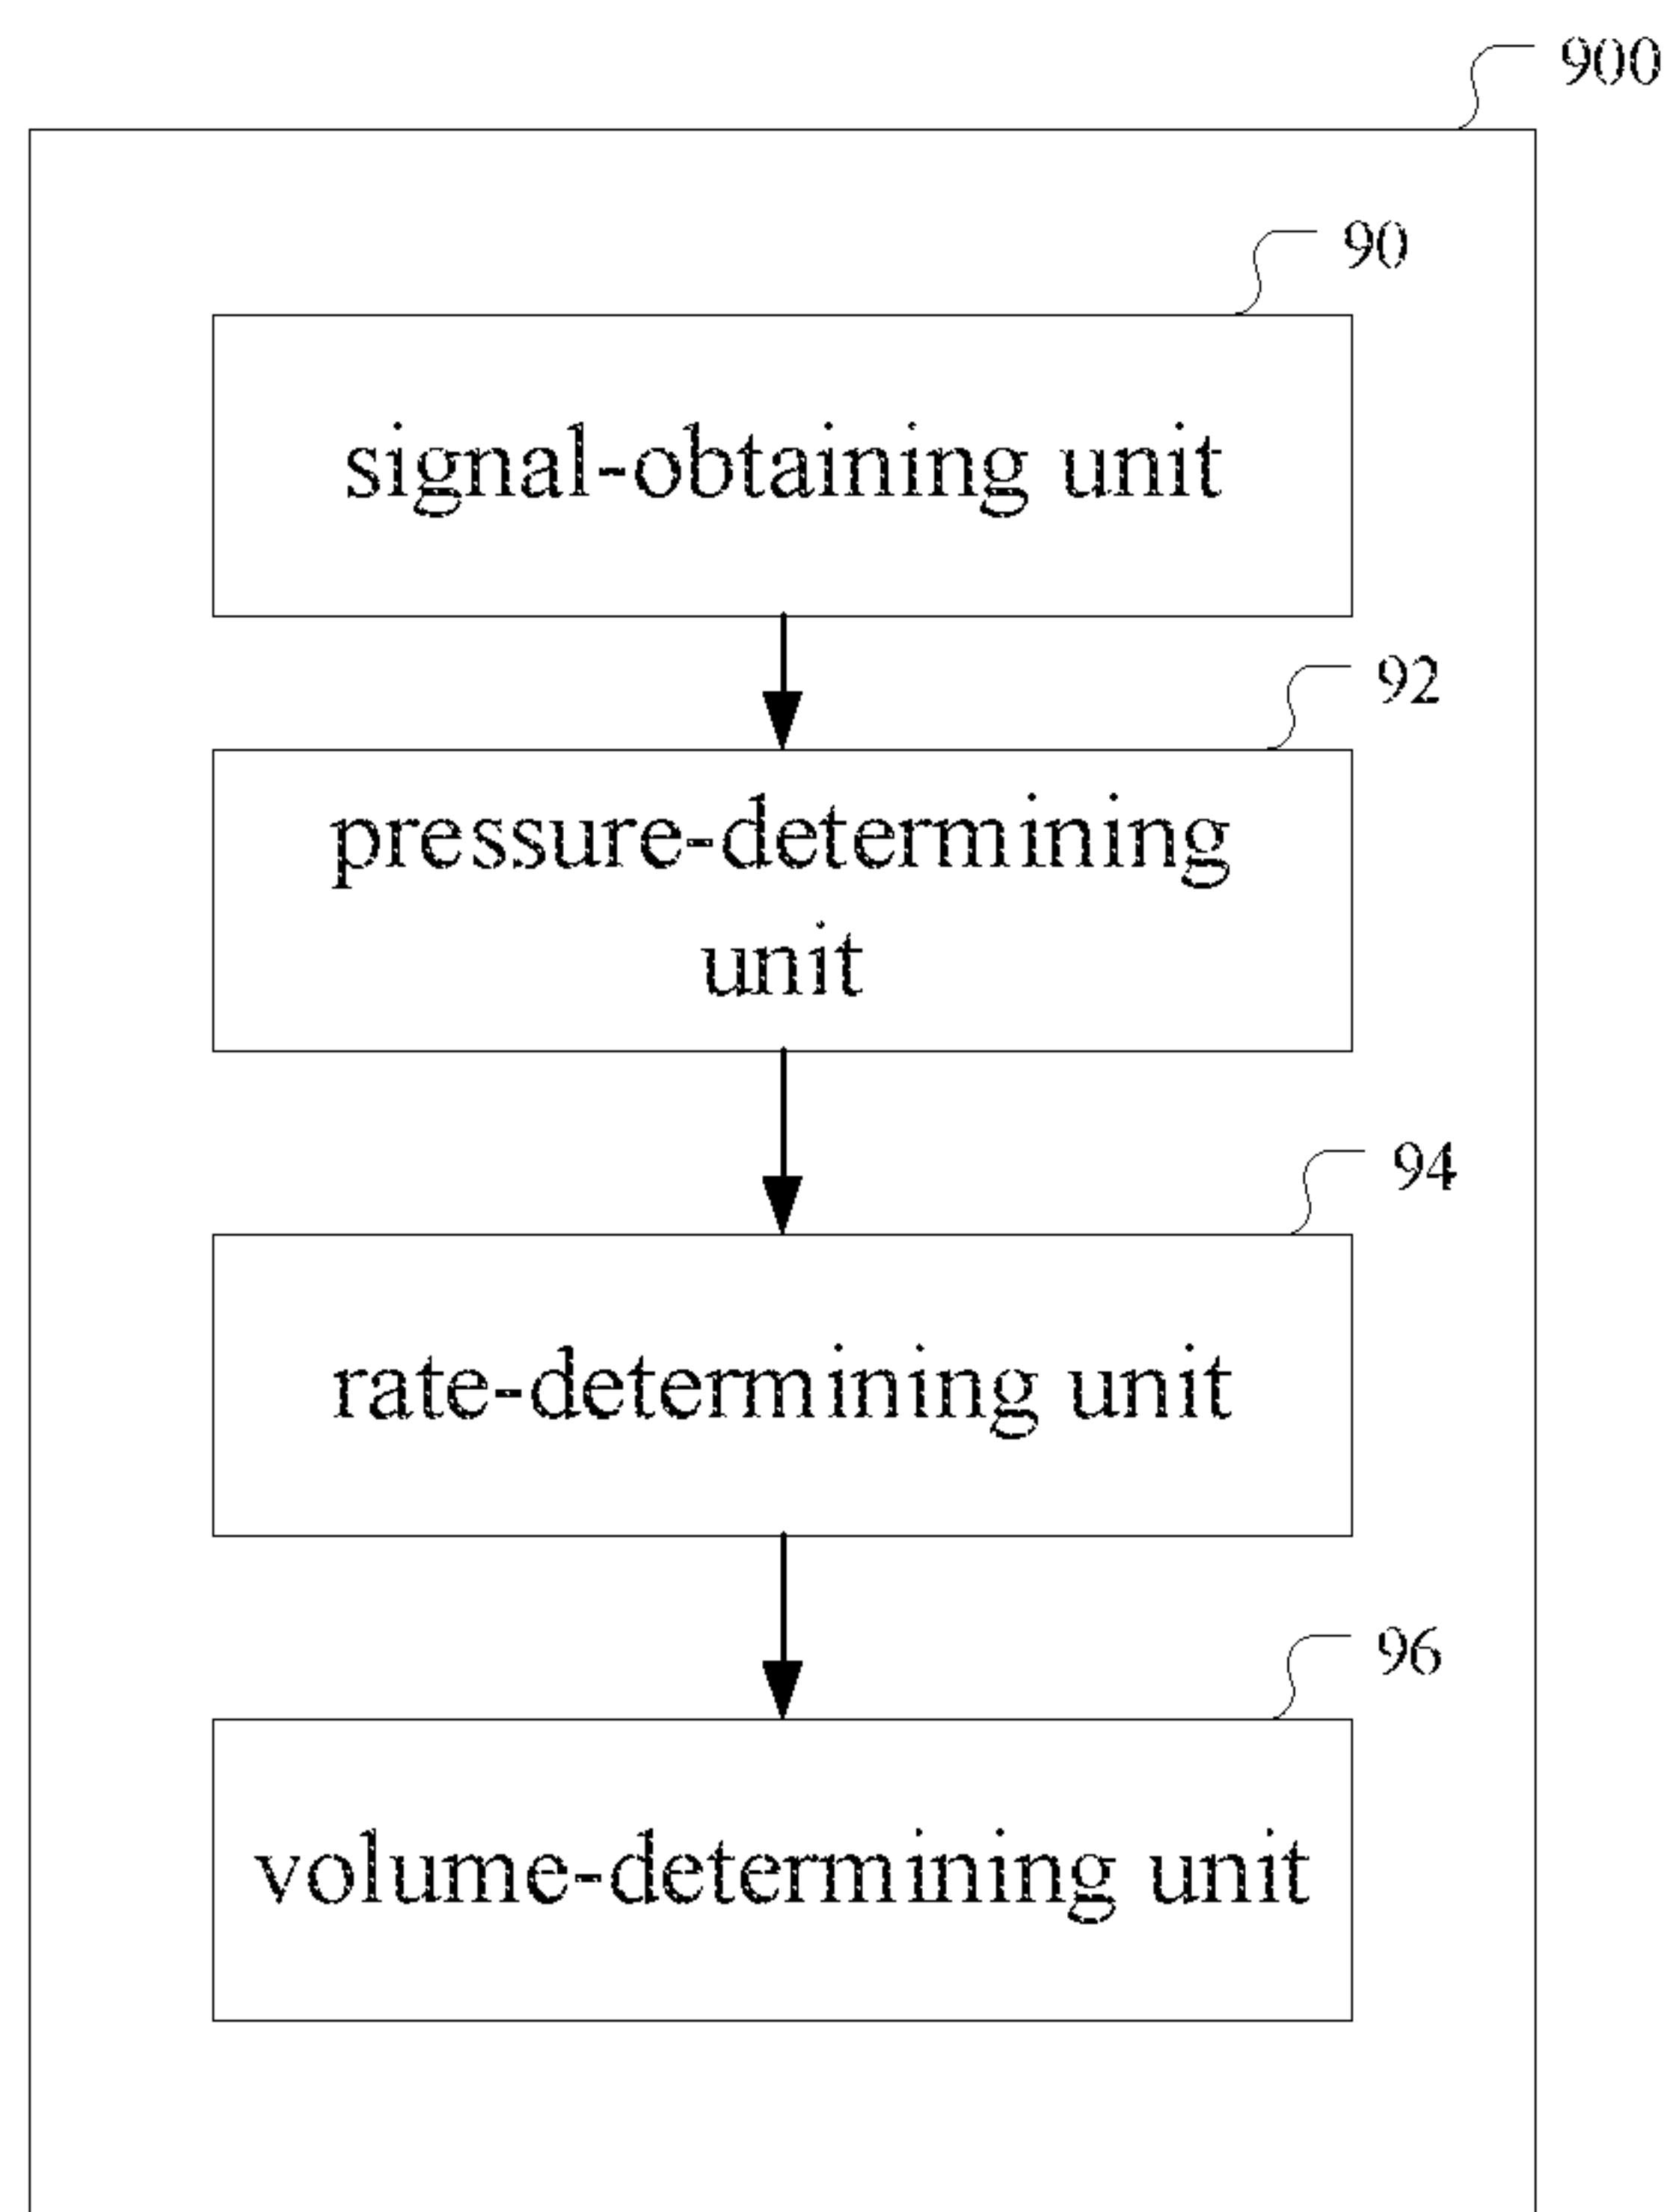 900
90
signal-obtaining unit
92
pressure-determining
unit
94
rate-determining unit
96
volume-determining unit